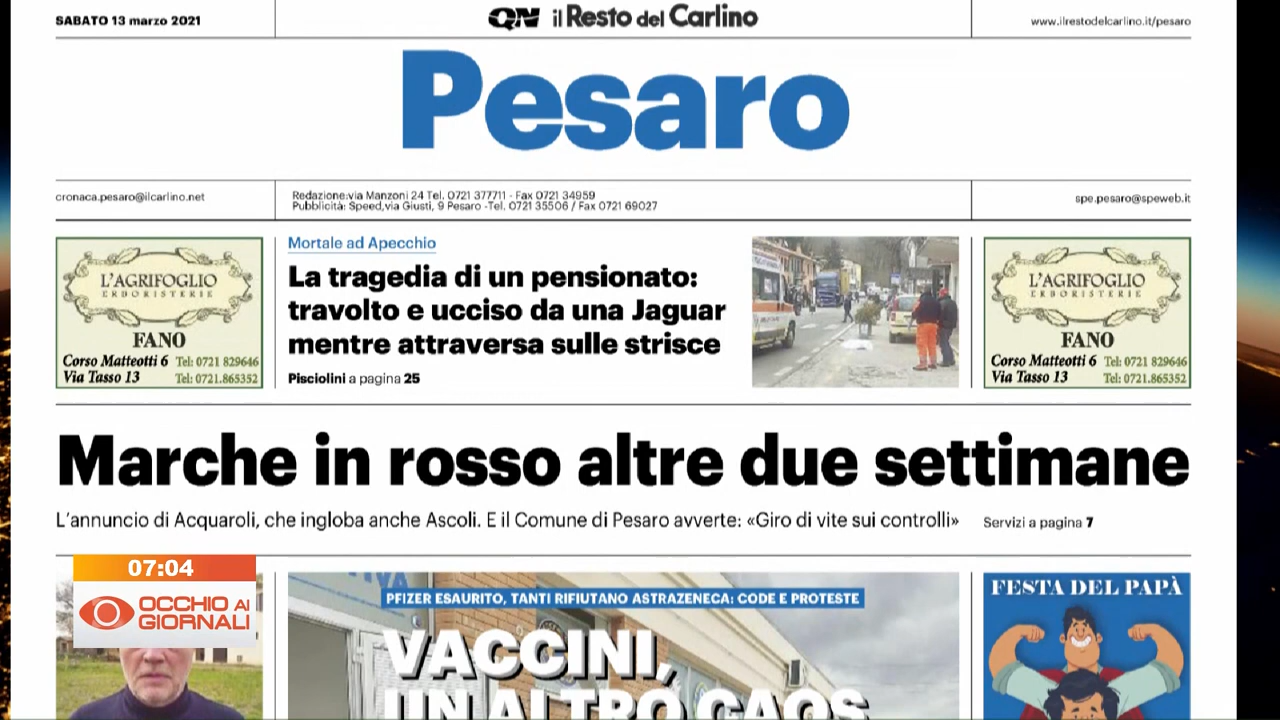 SABATO 13 marzo 2021
QN il Resto del Carlino
www.ilrestodelcarlino.it/pesaro
Pesaro
cronaca.pesaro@ilcarlino.net
Redazione:via Manzoni 24 Tel. 0721 377711 - Fax 0721 34959
Pubblicità: Speed,via Giusti, 9 Pesaro -Tel. 0721 35506 / Fax 0721 69027
spe.pesaro@speweb.it
L'AGRIFOGLIO
ERBORISTERIE
FANO
Corso Matteotti 6 Tel: 0721 829646
Via Tasso 13 Tel: 0721.865352
Mortale ad Apecchio
La tragedia di un pensionato:
travolto e ucciso da una Jaguar
mentre attraversa sulle strisce
Pisciolini a pagina 25
L'AGRIFOGLIO
ERBORISTERIE
FANO
Corso Matteotti 6 Tel: 0721 829646
Via Tasso 13 Tel: 0721.865352
Marche in rosso altre due settimane
L'annuncio di Acquaroli, che ingloba anche Ascoli. E il Comune di Pesaro avverte: «Giro di vite sui controlli»
Servizi a pagina 7
07:04
OCCHIO AI
GIORNALI
PFIZER ESAURITO, TANTI RIFIUTANO ASTRAZENECA: CODE E PROTESTE
VACCINI,
UN ALTRO CAOS
FESTA DEL PAPÀ